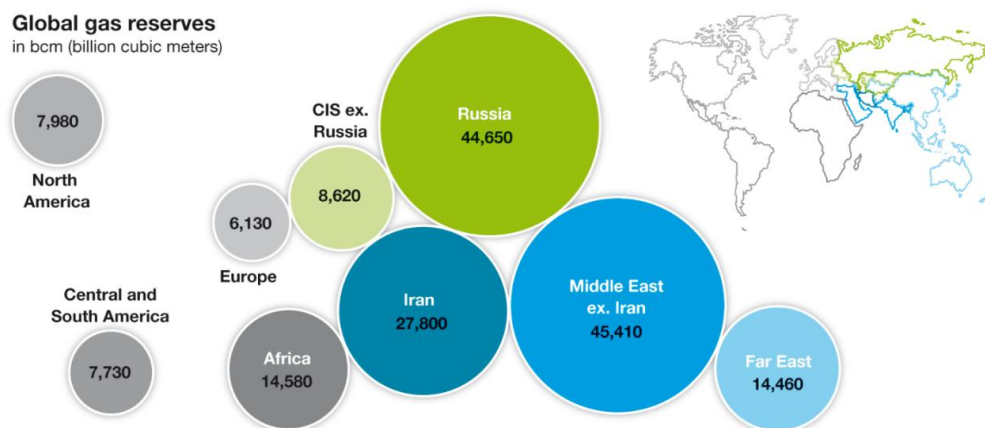 Global gas reserves
in bcm (billion cubic meters)
7,980
North
America
CIS ex.
Russia
8,620
Russia
44,650
6,130
Europe
Central and
South America
7,730
Africa
14,580
Iran
27,800
Middle East
ex. Iran
45,410
Far East
14,460